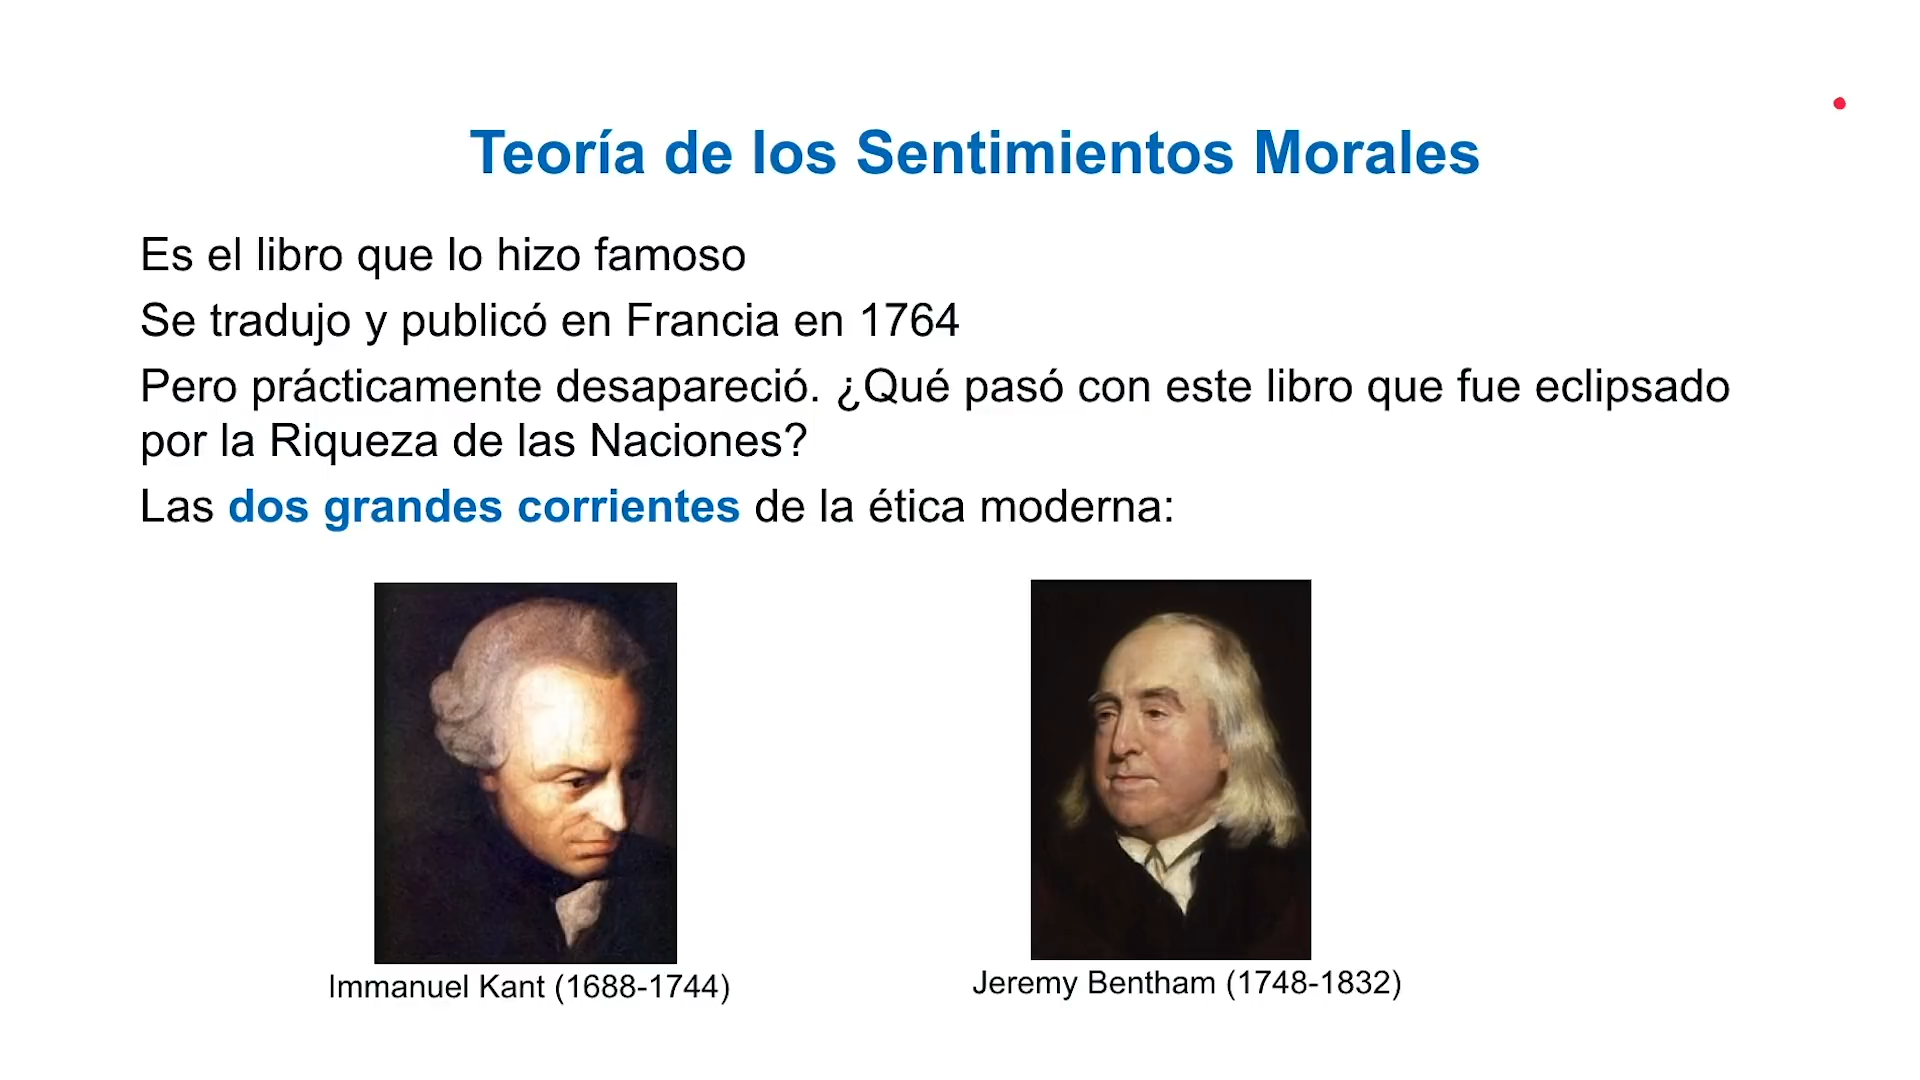 Teoría de los Sentimientos Morales
Es el libro que lo hizo famoso
Se tradujo y publicó en Francia en 1764
Pero prácticamente desapareció. ¿Qué pasó con este libro que fue eclipsado
por la Riqueza de las Naciones?
Las dos grandes corrientes de la ética moderna:
Immanuel Kant (1688-1744)
Jeremy Bentham (1748-1832)